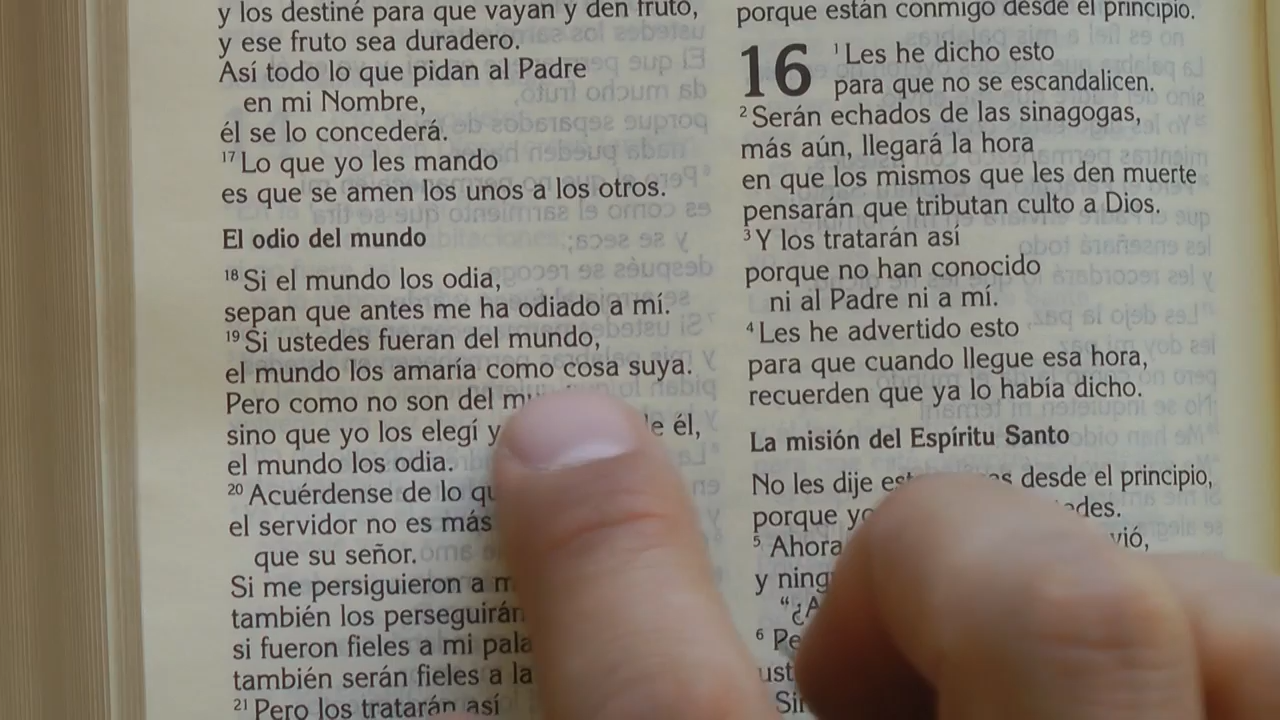 y los destiné para que vayan y den fruto,
y ese fruto sea duradero.
Así todo lo que pidan al Padre
en mi Nombre,
él se lo concederá.
17 Lo que yo les mando
es que se amen los unos a los otros.
El odio del mundo
18 Si el mundo los odia,
sepan que antes me ha odiado a mí.
19 Si ustedes fueran del mundo,
el mundo los amaría como cosa suya.
Pero como no son del
sino que yo los elegí y de él,
el mundo los odia.
20 Acuérdense de lo
el servidor no es más
que su señor.
Si me persiguieron a
también los perseguirán
si fueron fieles a mi
también serán fieles a la
21 Pero los tratarán así
porque están conmigo desde el principio.
16
1 Les he dicho esto
para que no se escandalicen.
2 Serán echados de las sinagogas,
más aún, llegará la hora
en que los mismos que les den muerte
pensarán que tributan culto a Dios.
3 Y los tratarán así
porque no han conocido
ni al Padre ni a mí.
4 Les he advertido esto
para que cuando llegue esa hora,
recuerden que ya lo había dicho.
La misión del Espíritu Santo
No les dije desde el principio,
porque
5 Ahora
y
6